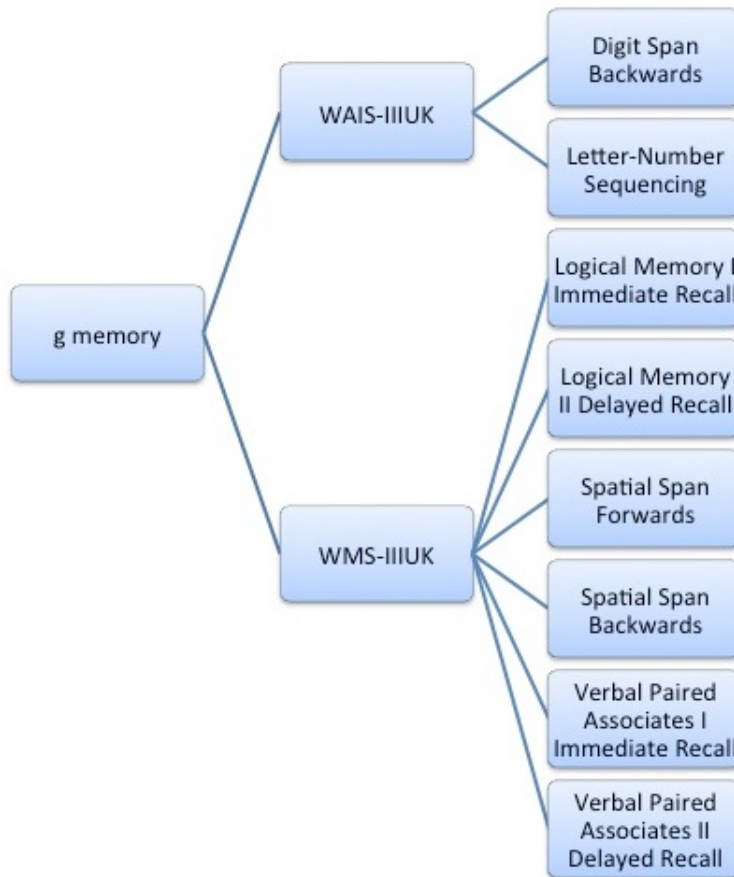 Digit Span
Backwards
WAIS-IIIUK
Letter-Number
Sequencing
Logical Memory I
Immediate Recall
g memory
Logical Memory
II Delayed Recall
Spatial Span
Forwards
WMS-IIIUK
Spatial Span
Backwards
Verbal Paired
Associates I
Immediate Recall
Verbal Paired
Associates II
Delayed Recall